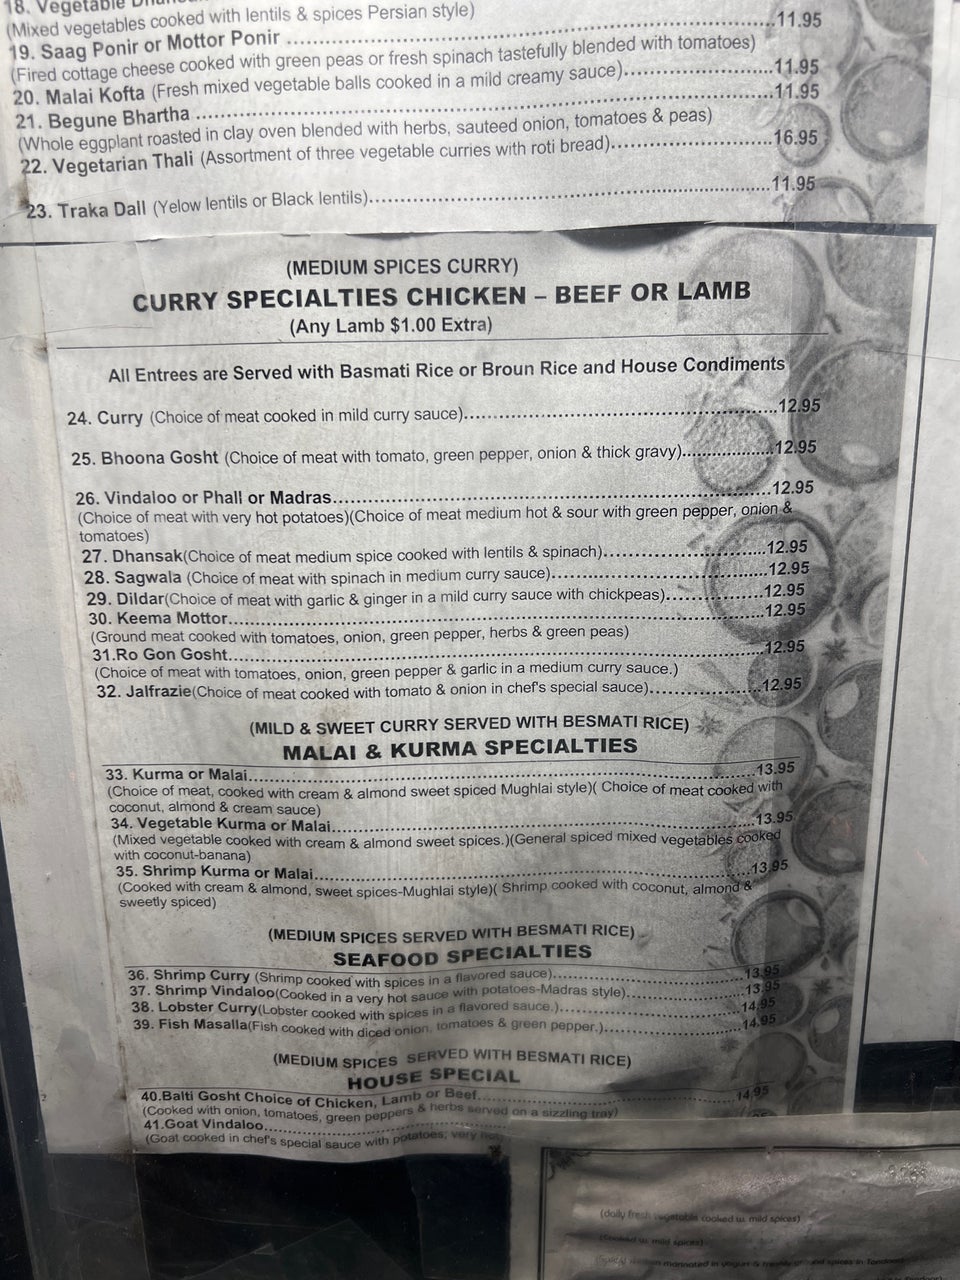 18. Vegetable
(Mixed vegetables cooked with lentils & spices Persian style)
19. Saag Ponir or Mottor Ponir ..........11.95
(Fired cottage cheese cooked with green peas or fresh spinach tastefully blended with tomatoes)
20. Malai Kofta (Fresh mixed vegetable balls cooked in a mild creamy sauce)..........11.95
21. Begune Bhartha ..........11.95
(Whole eggplant roasted in clay oven blended with herbs, sauteed onion, tomatoes & peas)
22. Vegetarian Thali (Assortment of three vegetable curries with roti bread)..........16.95
23. Traka Dall (Yelow lentils or Black lentils)..........11.95
(MEDIUM SPICES CURRY)
CURRY SPECIALTIES CHICKEN – BEEF OR LAMB
(Any Lamb $1.00 Extra)
All Entrees are Served with Basmati Rice or Broun Rice and House Condiments
24. Curry (Choice of meat cooked in mild curry sauce)..........12.95
25. Bhoona Gosht (Choice of meat with tomato, green pepper, onion & thick gravy)..........12.95
26. Vindaloo or Phall or Madras..........12.95
(Choice of meat with very hot potatoes)(Choice of meat medium hot & sour with green pepper, onion &
tomatoes)
27. Dhansak(Choice of meat medium spice cooked with lentils & spinach)..........12.95
28. Sagwala (Choice of meat with spinach in medium curry sauce)..........12.95
29. Dildar(Choice of meat with garlic & ginger in a mild curry sauce with chickpeas)..........12.95
30. Keema Mottor..........12.95
(Ground meat cooked with tomatoes, onion, green pepper, herbs & green peas)
31.Ro Gon Gosht..........12.95
(Choice of meat with tomatoes, onion, green pepper & garlic in a medium curry sauce.)
32. Jalfrazie(Choice of meat cooked with tomato & onion in chef's special sauce)..........12.95
(MILD & SWEET CURRY SERVED WITH BESMATI RICE)
MALAI & KURMA SPECIALTIES
33. Kurma or Malai..........13.95
(Choice of meat, cooked with cream & almond sweet spiced Mughlai style)( Choice of meat cooked with
coconut, almond & cream sauce)
34. Vegetable Kurma or Malai..........13.95
(Mixed vegetable cooked with cream & almond sweet spices.)(General spiced mixed vegetables cooked
with coconut-banana)
35. Shrimp Kurma or Malai..........13.95
(Cooked with cream & almond, sweet spices-Mughlai style)( Shrimp cooked with coconut, almond &
sweetly spiced)
(MEDIUM SPICES SERVED WITH BESMATI RICE)
SEAFOOD SPECIALTIES
36. Shrimp Curry (Shrimp cooked with spices in a flavored sauce)..........13.95
37. Shrimp Vindaloo(Cooked in a very hot sauce with potatoes-Madras style)..........13.95
38. Lobster Curry(Lobster cooked with spices in a flavored sauce.)..........14.95
39. Fish Masalla(Fish cooked with diced onion, tomatoes & green pepper.)..........14.95
(MEDIUM SPICES SERVED WITH BESMATI RICE)
HOUSE SPECIAL
40.Balti Gosht Choice of Chicken, Lamb or Beef..........14.95
(Cooked with onion, tomatoes, green peppers & herbs served on a sizzling tray)
41.Goat Vindaloo..........
(Goat cooked in chef's special sauce with potatoes, very
(daily fresh vegetable cooked w. mild spices)
(Cooked w. mild spices)
marinated in yogurt & spices in Tandoori